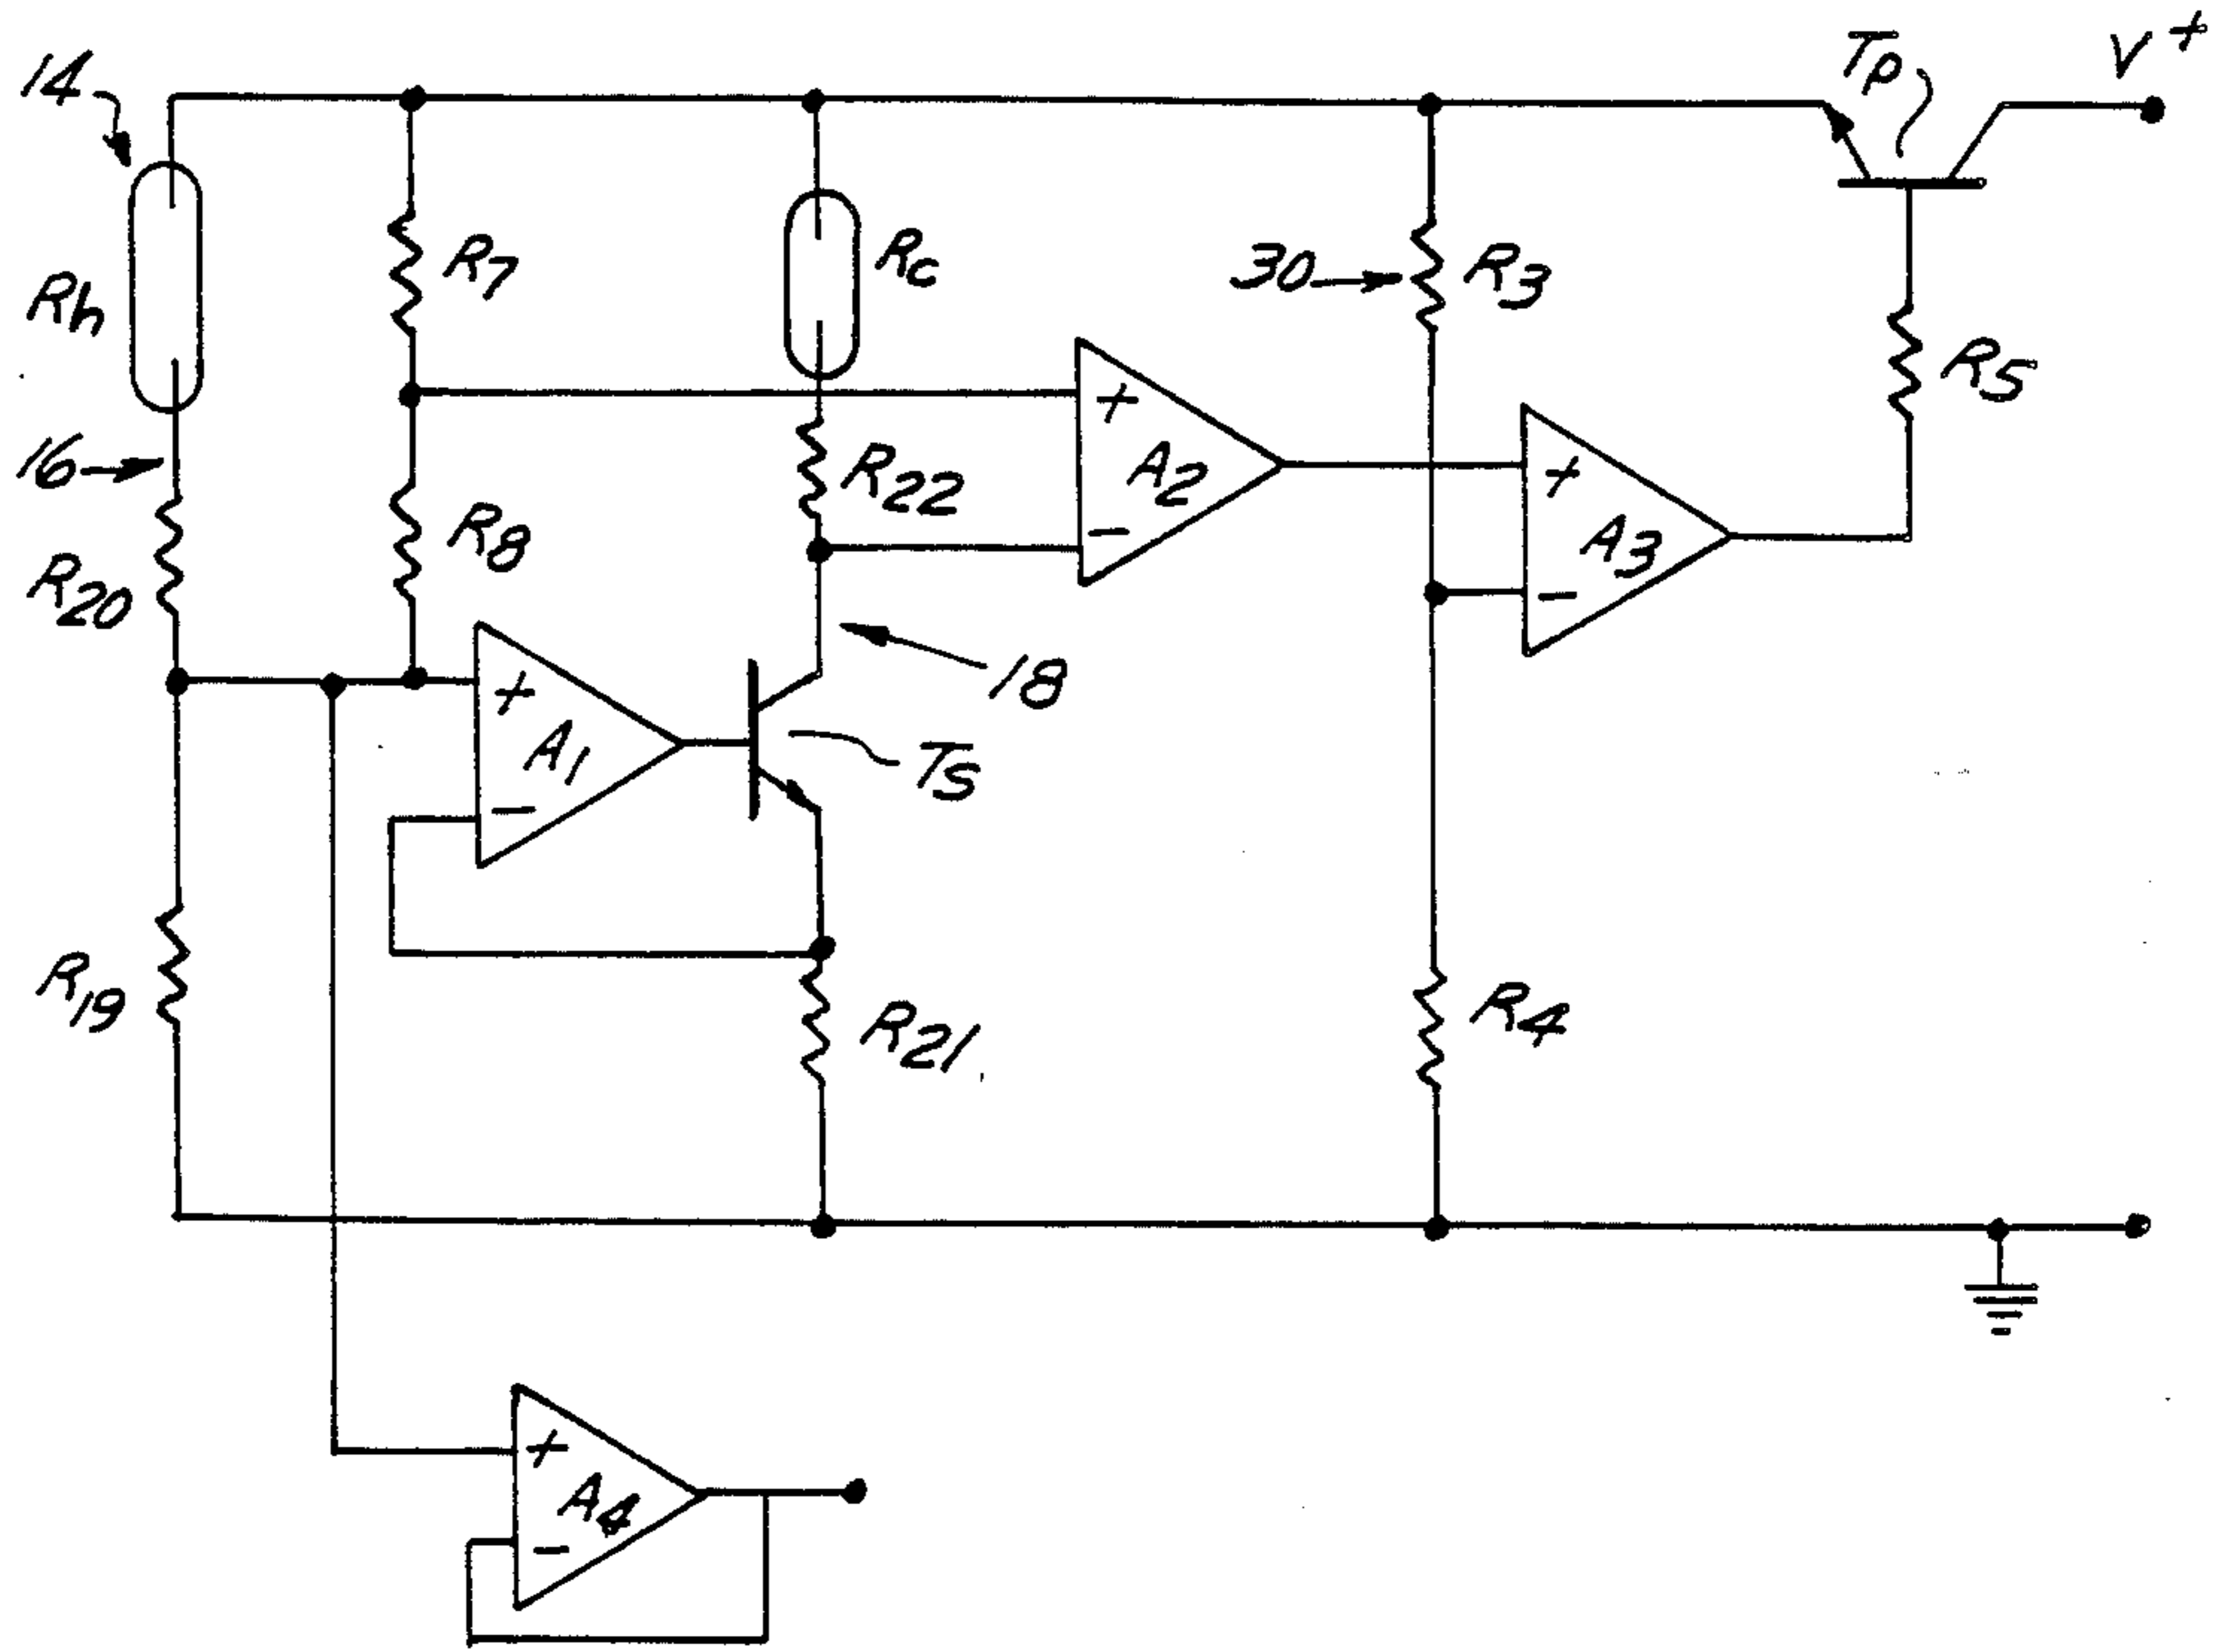 14
Tp
V+
Rh
R7
Rc
30
R3
R5
16
R20
R8
R22
+
A2
-
+
A3
-
18
+
A1
-
Ts
R19
R21
R4
+
A4
-